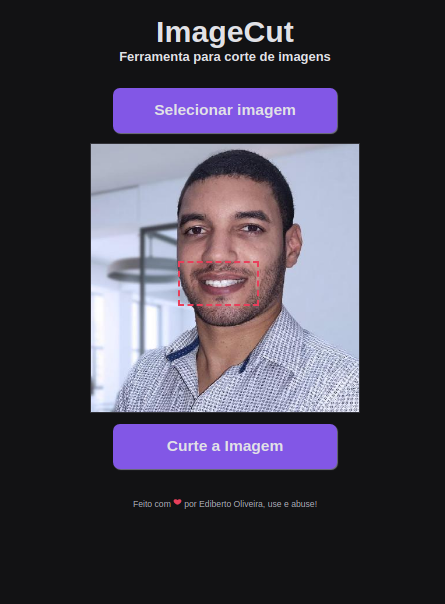 ImageCut
Ferramenta para corte de imagens
Selecionar imagem
Curte a Imagem
Feito com ❤ por Ediberto Oliveira, use e abuse!